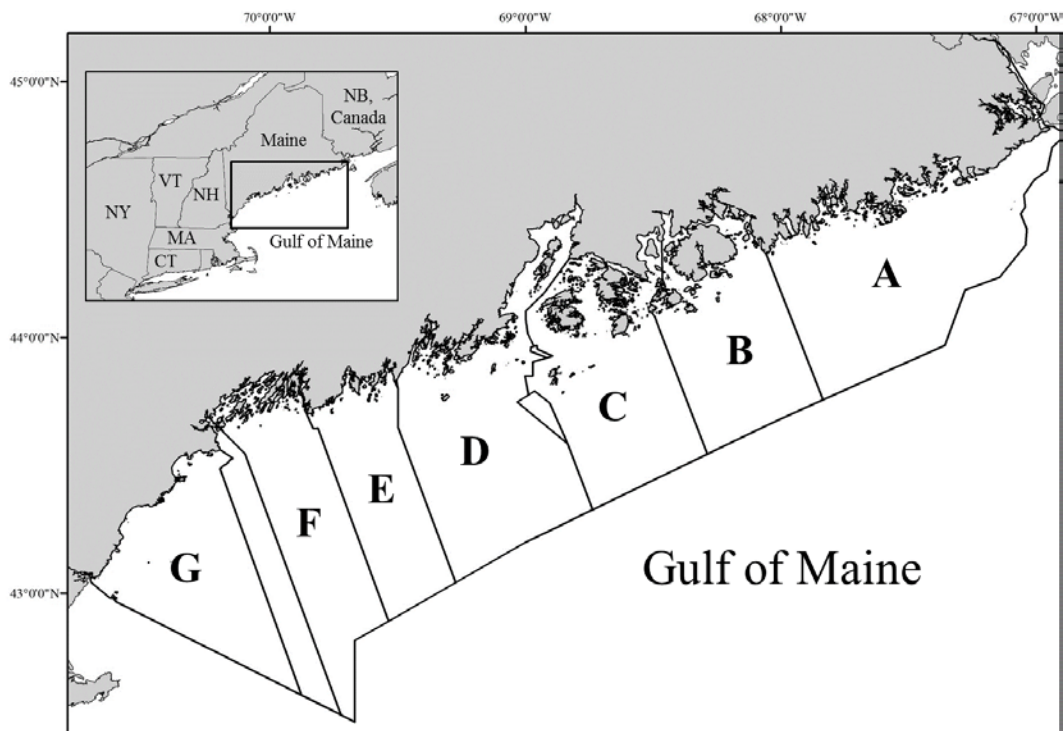 70°0'0"W
69°0'0"W
68°0'0"W
67°0'0"W
45°0'0"N
44°0'0"N
43°0'0"N
NB,
Canada
Maine
VT
NH
NY
MA
CT
Gulf of Maine
A
B
C
D
E
F
G
Gulf of Maine